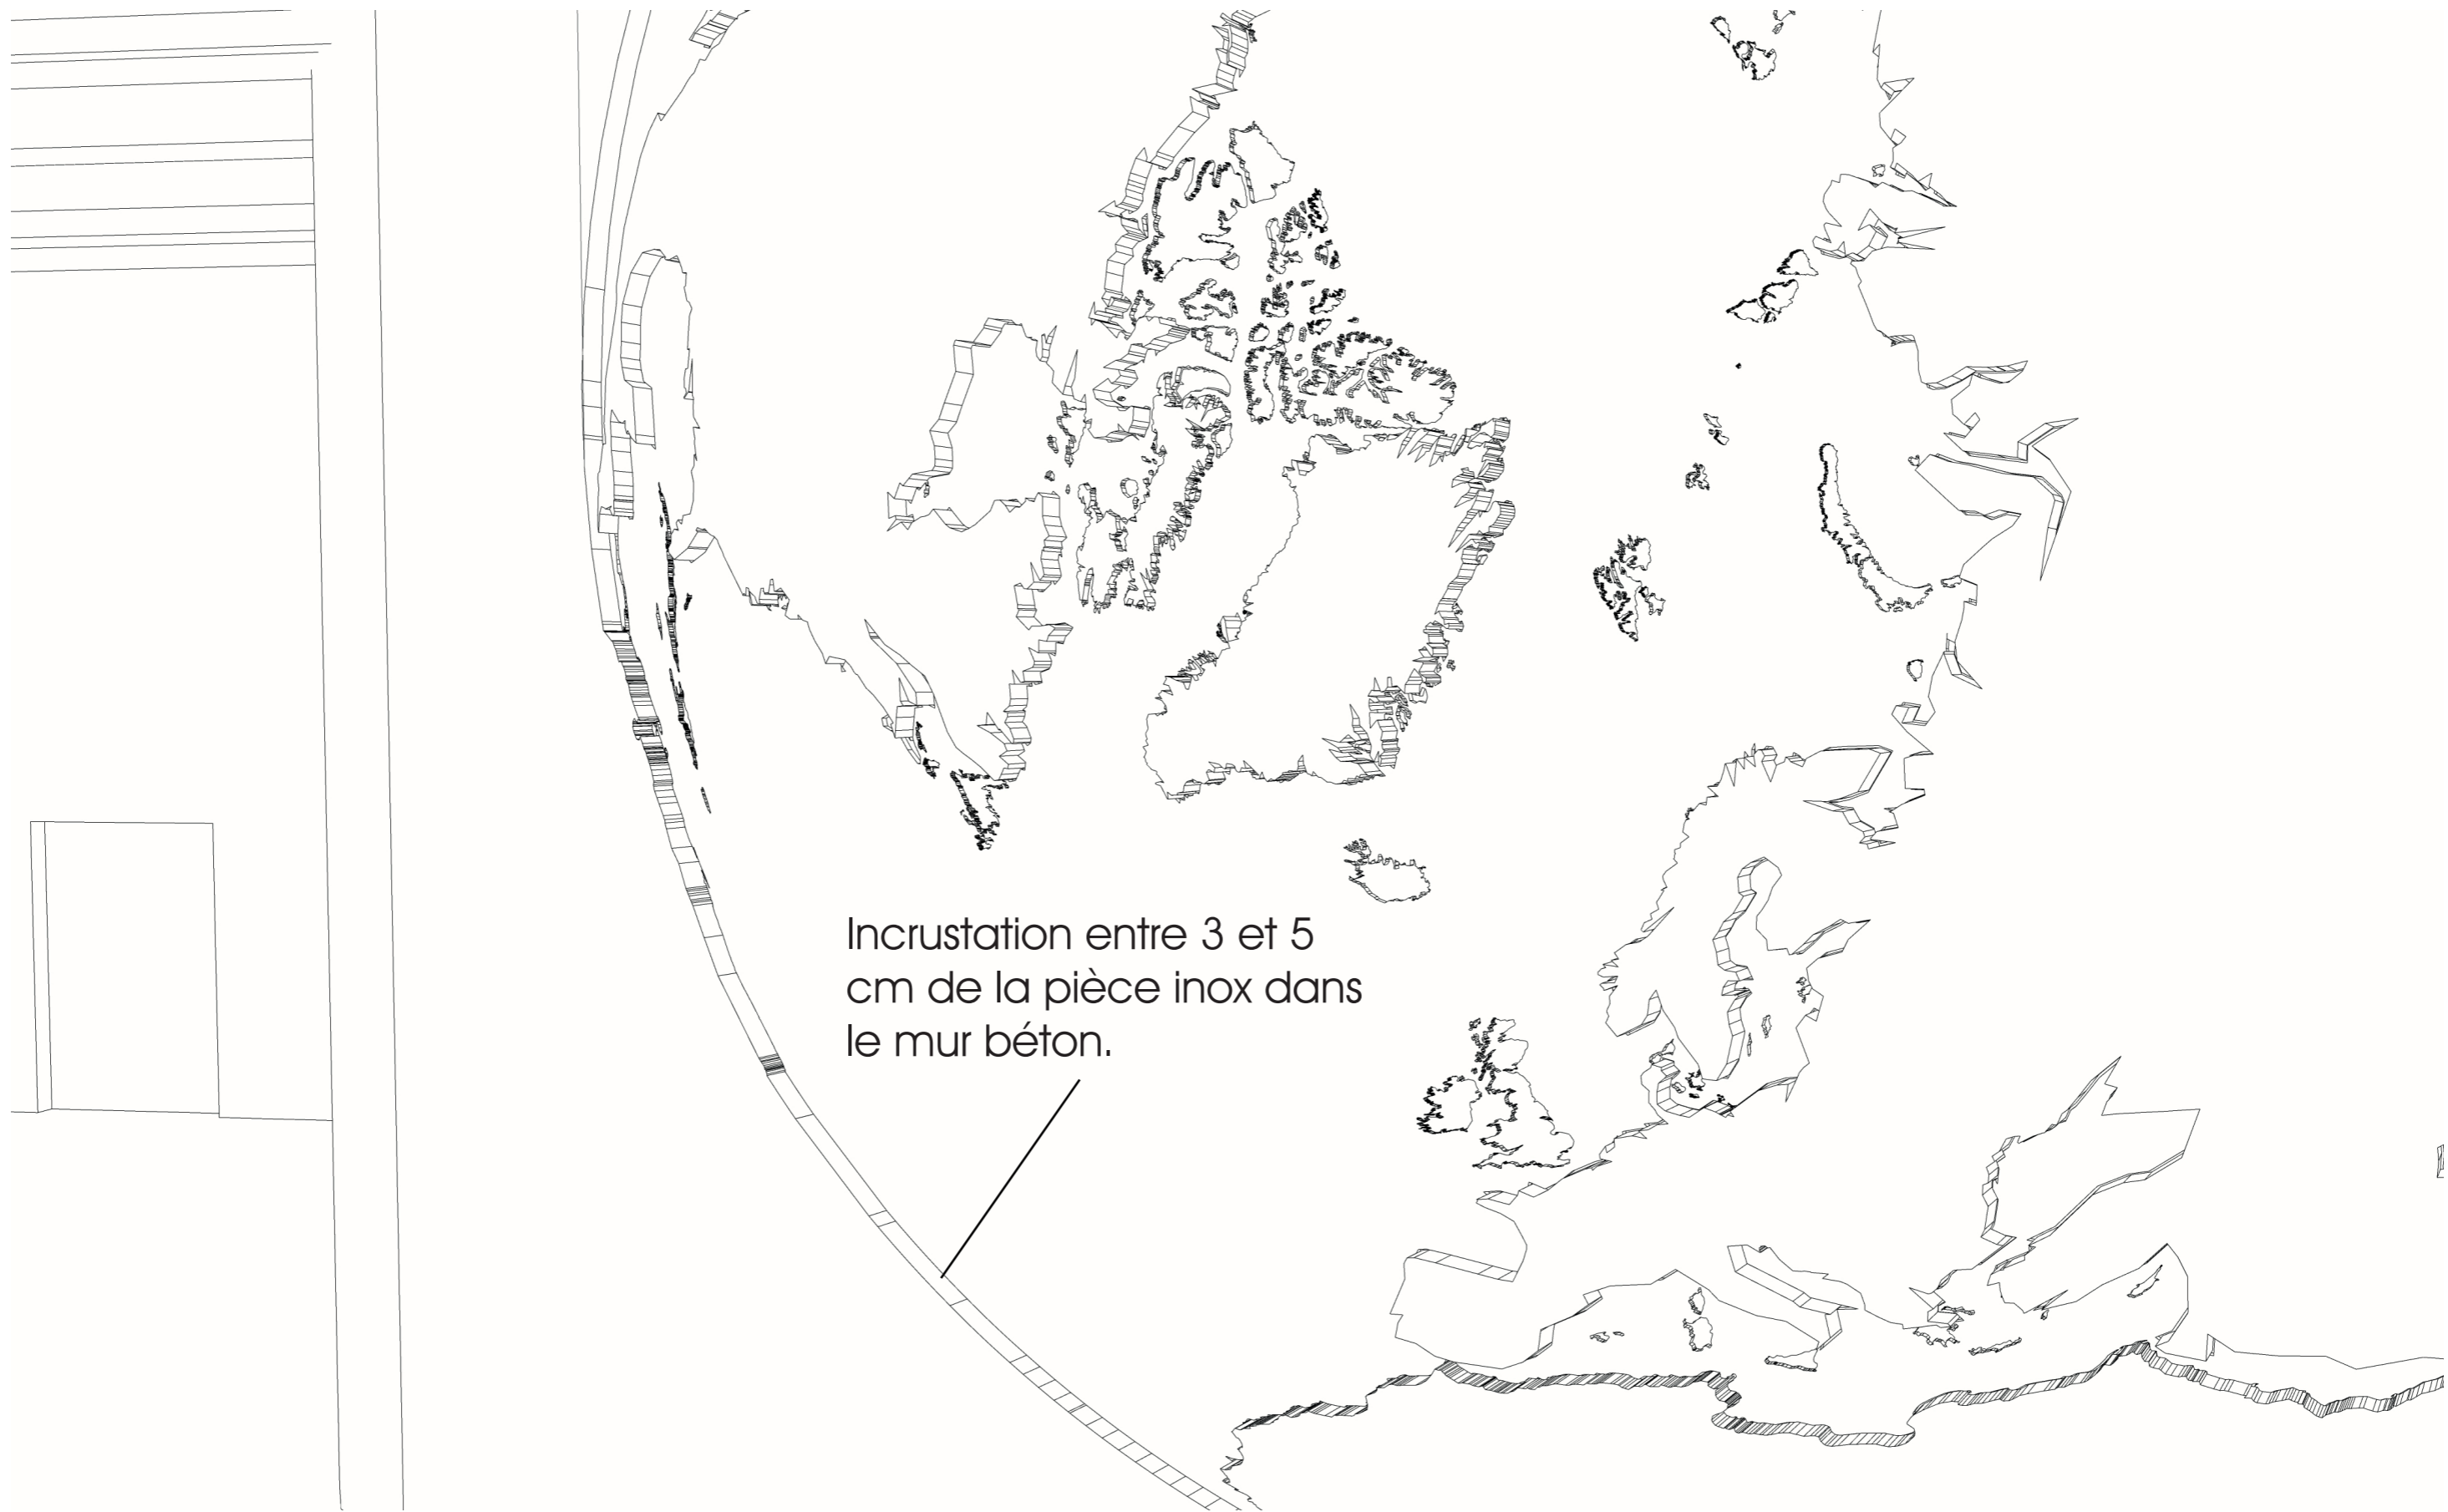 Incrustation entre 3 et 5
cm de la pièce inox dans
le mur béton.